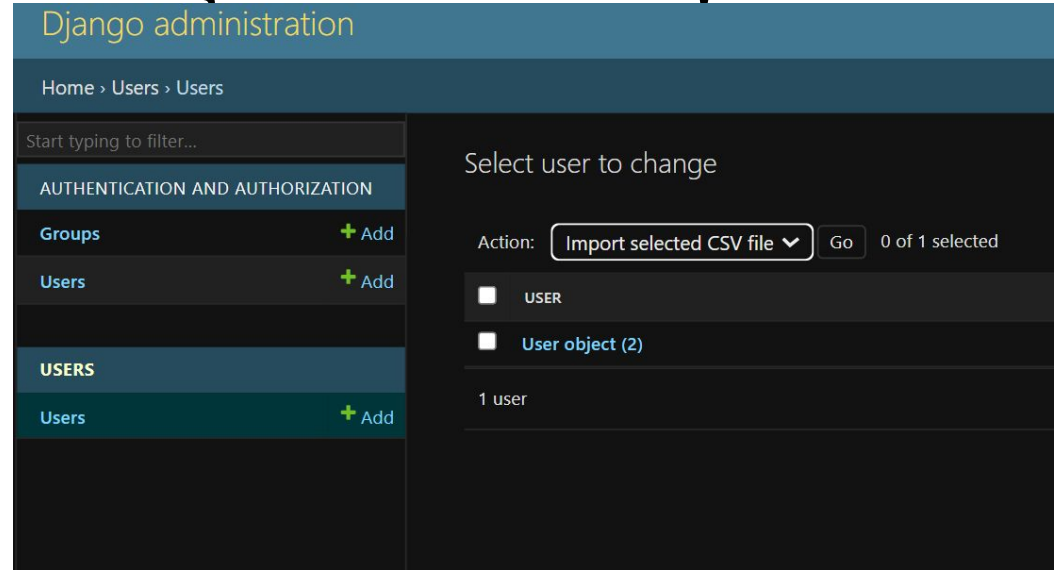 Django administration
Home › Users › Users
Start typing to filter...
AUTHENTICATION AND AUTHORIZATION
Groups + Add
Users + Add
USERS
Users + Add
Select user to change
Action: Import selected CSV file Go 0 of 1 selected
USER
User object (2)
1 user